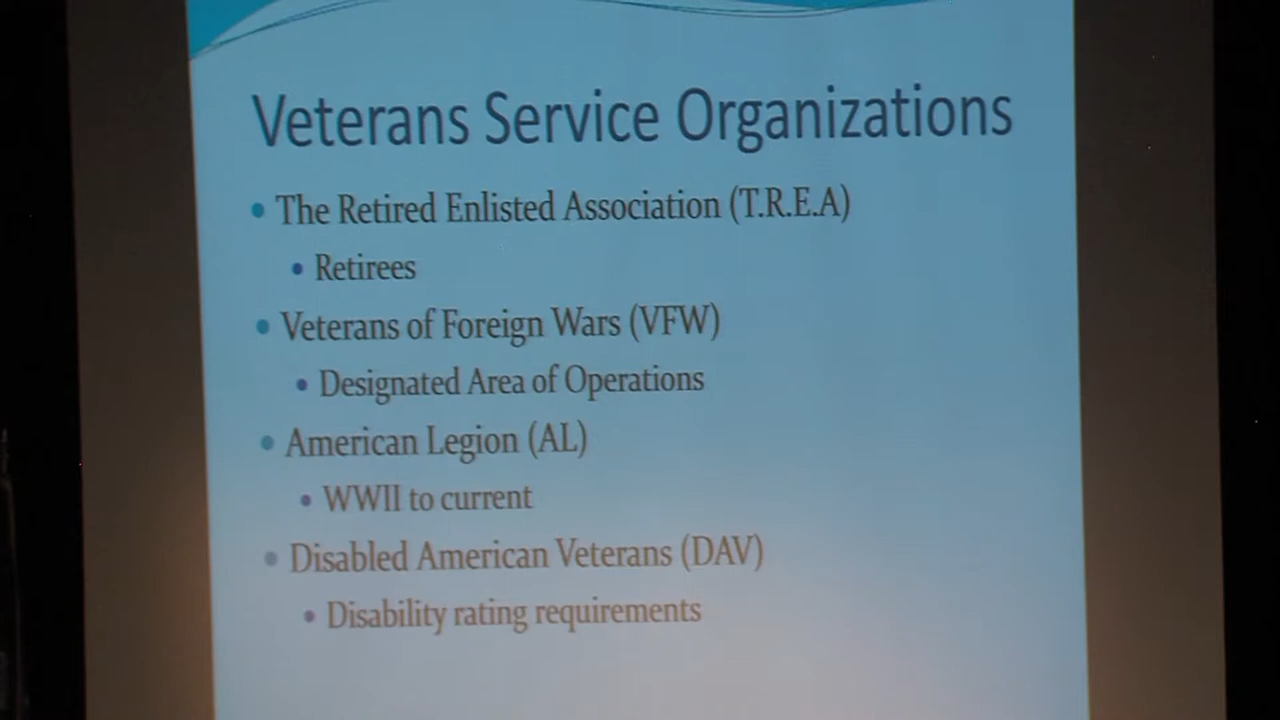 Veterans Service Organizations
• The Retired Enlisted Association (T.R.E.A)
• Retirees
• Veterans of Foreign Wars (VFW)
• Designated Area of Operations
• American Legion (AL)
• WWII to current
• Disabled American Veterans (DAV)
• Disability rating requirements